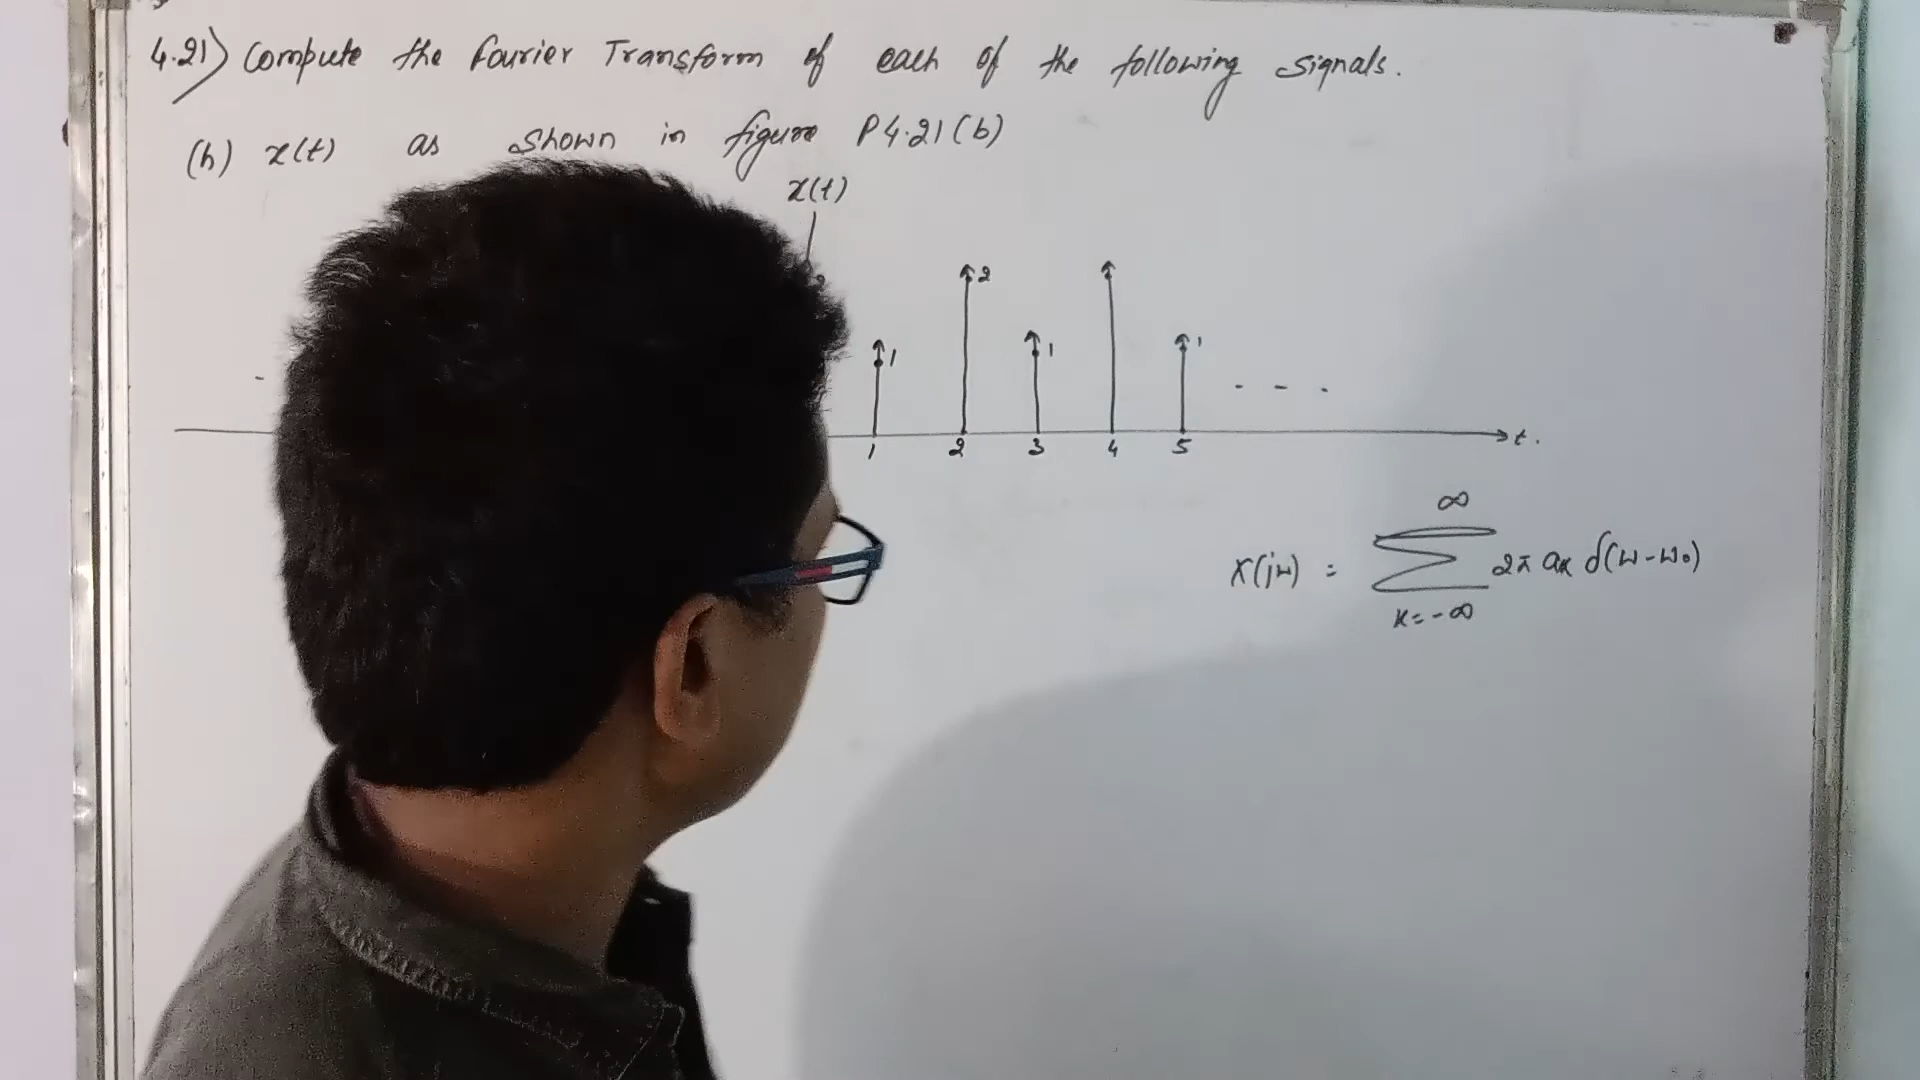 4.21) Compute the Fourier Transform of each of the following signals.
(h) x(t) as shown in figure P4.21(b)
x(t)
2
1 1 1
1 2 3 4 5 t.
∞
X(jω) = ∑ 2π aκ δ(ω-ω₀)
κ=-∞